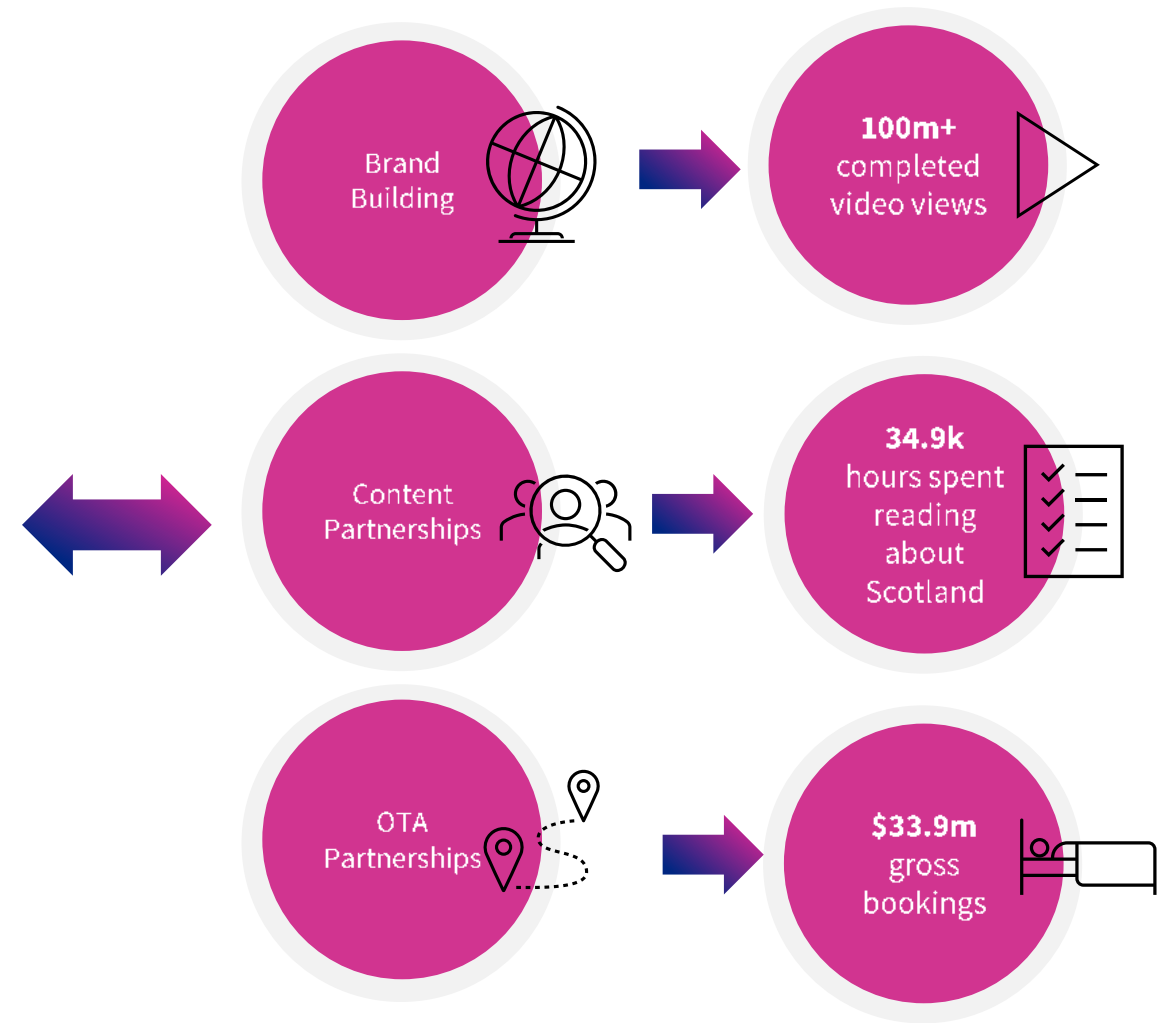 Brand
Building
100m+
completed
video views
Content
Partnerships
34.9k
hours spent
reading
about
Scotland
OTA
Partnerships
$33.9m
gross
bookings